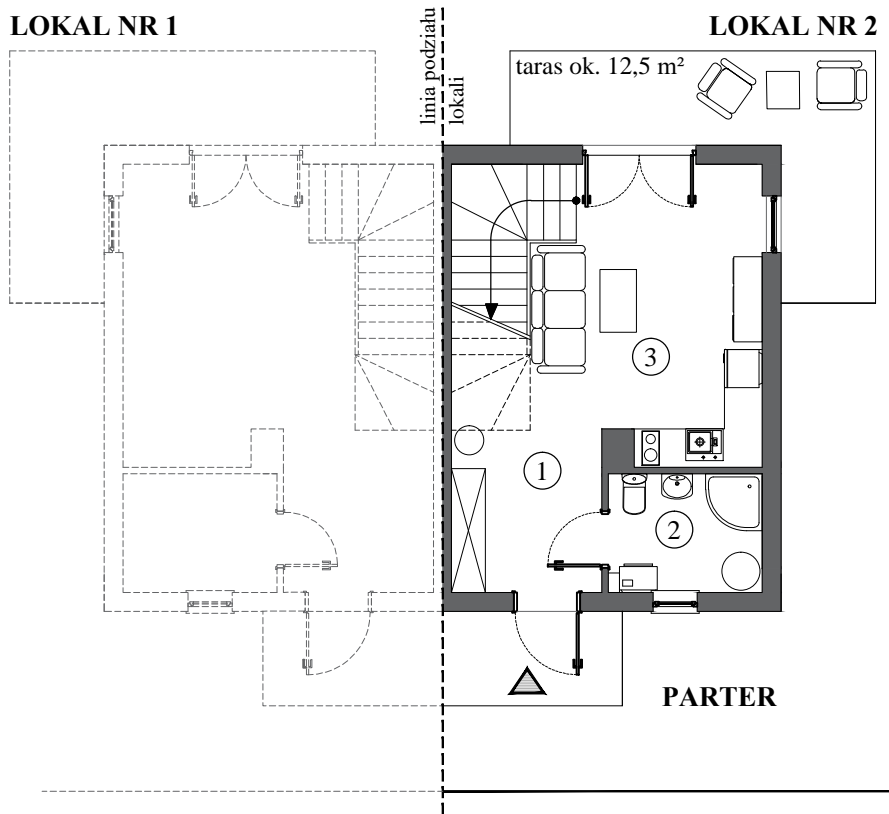 LOKAL NR 1
LOKAL NR 2
linia podziału
lokali
taras ok. 12,5 m²
3
1
2
PARTER